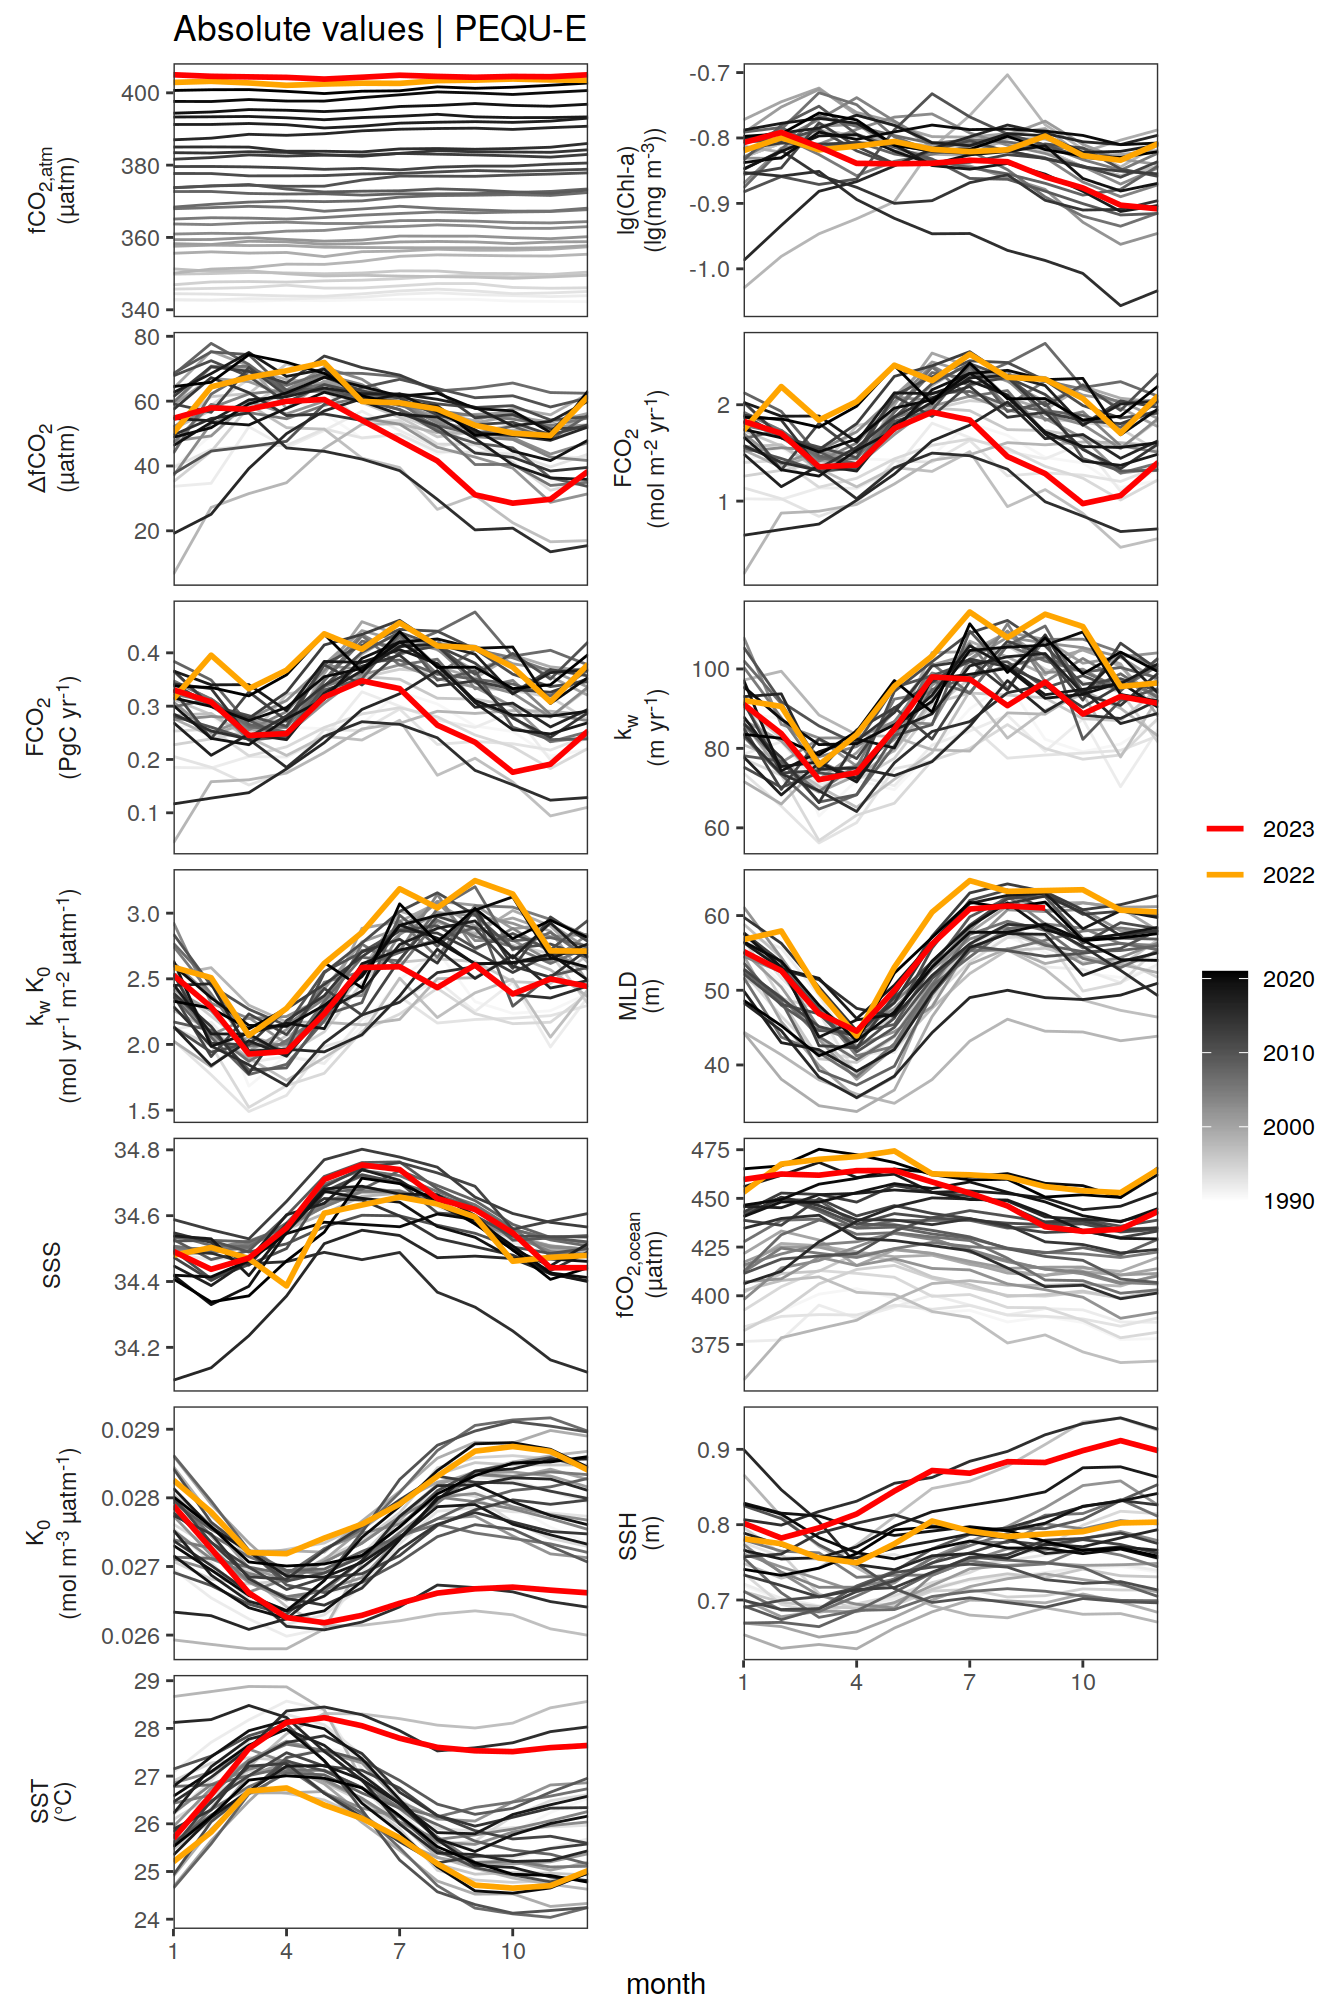 Absolute values | PEQU-E
fCO2,atm
(µatm)
400
380
360
340
lg(Chl-a)
(lg(mg m-3))
-0.7
-0.8
-0.9
-1.0
ΔfCO2
(µatm)
80
60
40
20
FCO2
(mol m-2 yr-1)
2
1
FCO2
(PgC yr-1)
0.4
0.3
0.2
0.1
kw
(m yr-1)
100
80
60
kw K0
(mol yr-1 m-2 µatm-1)
3.0
2.5
2.0
1.5
MLD
(m)
60
50
40
SSS
34.8
34.6
34.4
34.2
fCO2,ocean
(µatm)
475
450
425
400
375
K0
(mol m-3 µatm-1)
0.029
0.028
0.027
0.026
SSH
(m)
0.9
0.8
0.7
1 4 7 10
SST
(°C)
29
28
27
26
25
24
1 4 7 10
month
2023
2022
2020
2010
2000
1990